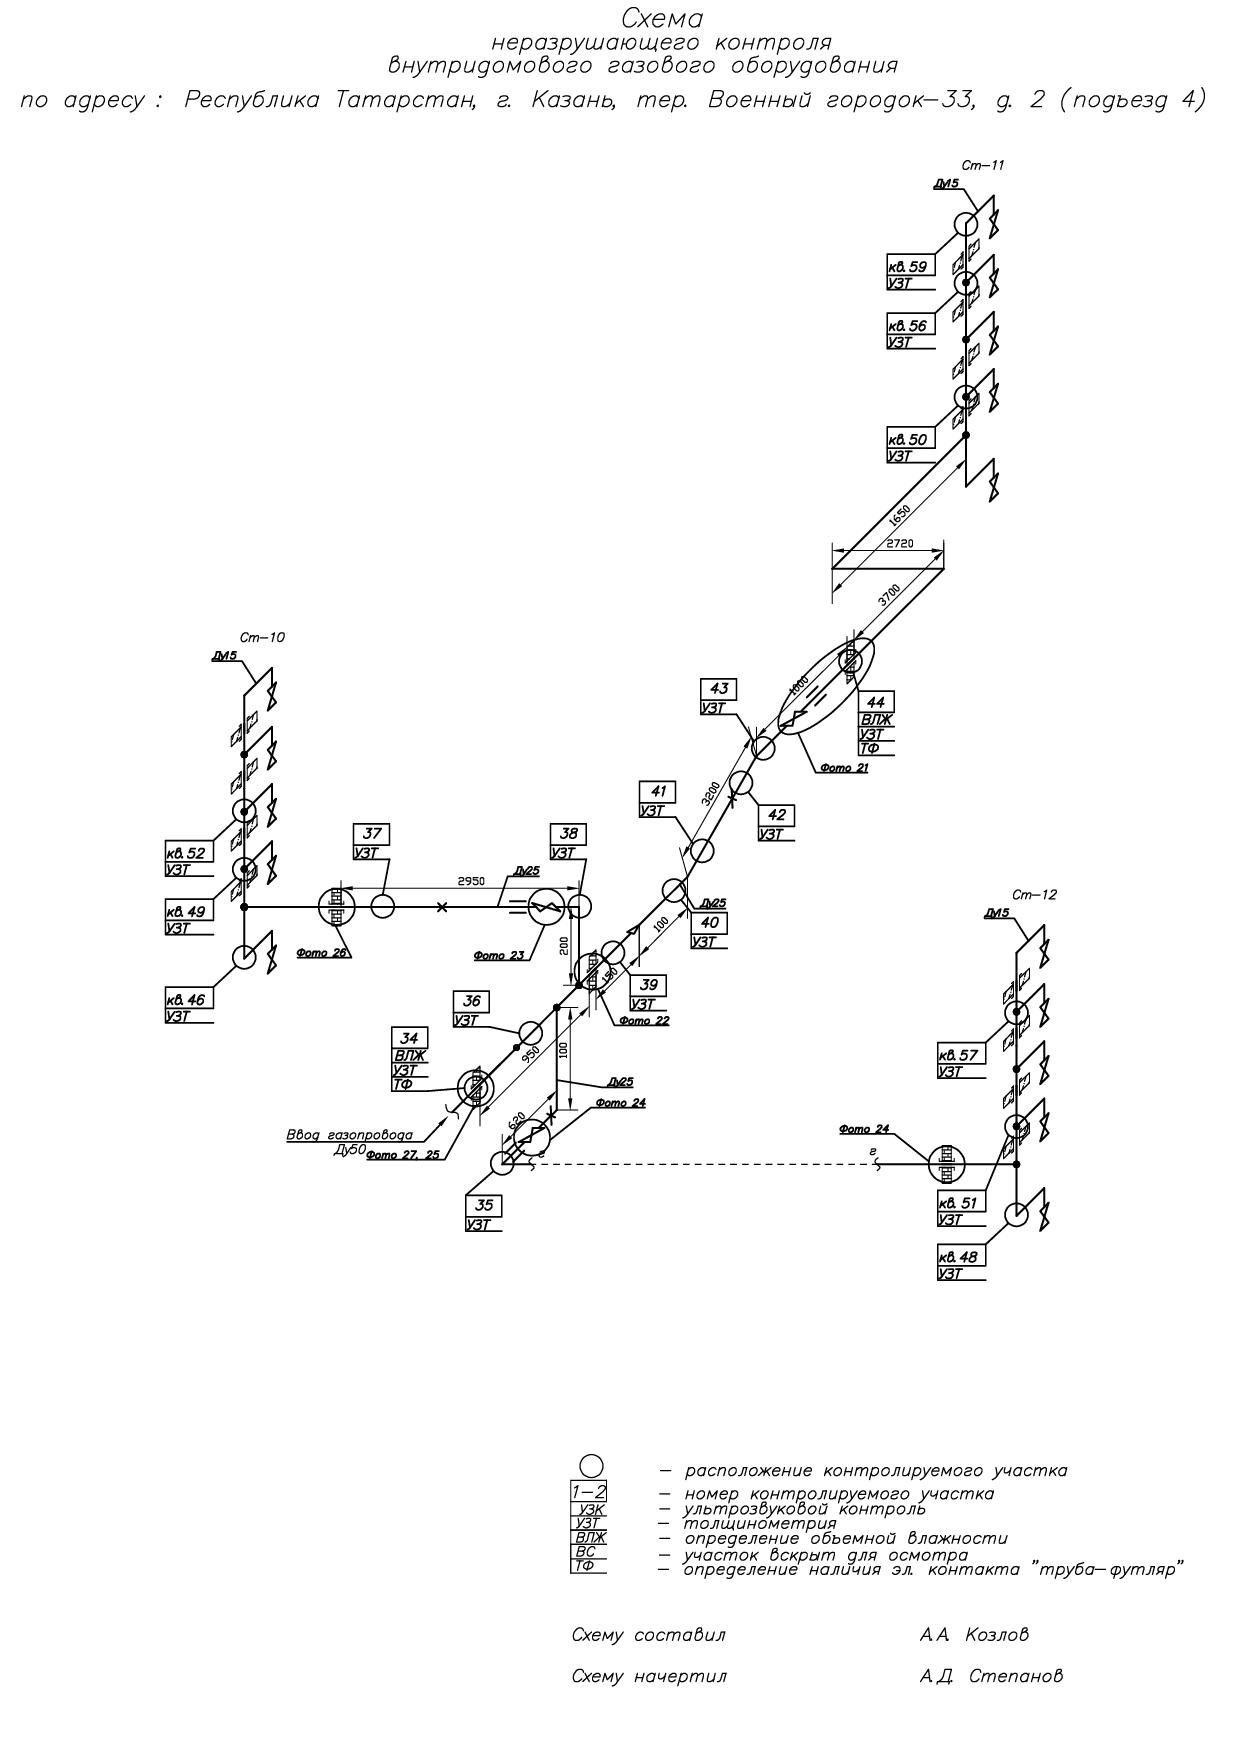 Схема
неразрушающего контроля
внутридомового газового оборудования
по адресу : Республика Татарстан, г. Казань, тер. Военный городок–33, д. 2 (подъезд 4)
Ст–11
Ду15
кв. 59
УЗТ
кв. 56
УЗТ
кв. 50
УЗТ
1650
2720
3700
Ст–10
Ду15
1000
43
УЗТ
44
ВЛЖ
УЗТ
ТФ
Фото 21
41
УЗТ
3200
42
УЗТ
кв. 52
УЗТ
37
УЗТ
38
УЗТ
2950
Ду25
кв. 49
УЗТ
Фото 26
Фото 23
200
Ду25
40
УЗТ
100
Ст–12
Ду15
кв. 46
УЗТ
150
39
УЗТ
Фото 22
36
УЗТ
34
ВЛЖ
УЗТ
ТФ
950
100
Ду25
Фото 24
620
Ввод газопровода
Ду50
Фото 27, 25
г
35
УЗТ
кв. 57
УЗТ
Фото 24
г
кв. 51
УЗТ
кв. 48
УЗТ
– расположение контролируемого участка
1–2 – номер контролируемого участка
УЗК – ультрозвуковой контроль
УЗТ – толщинометрия
ВЛЖ – определение объемной влажности
ВС – участок вскрыт для осмотра
ТФ – определение наличия эл. контакта "труба–футляр"
Схему составил А.А. Козлов
Схему начертил А.Д. Степанов